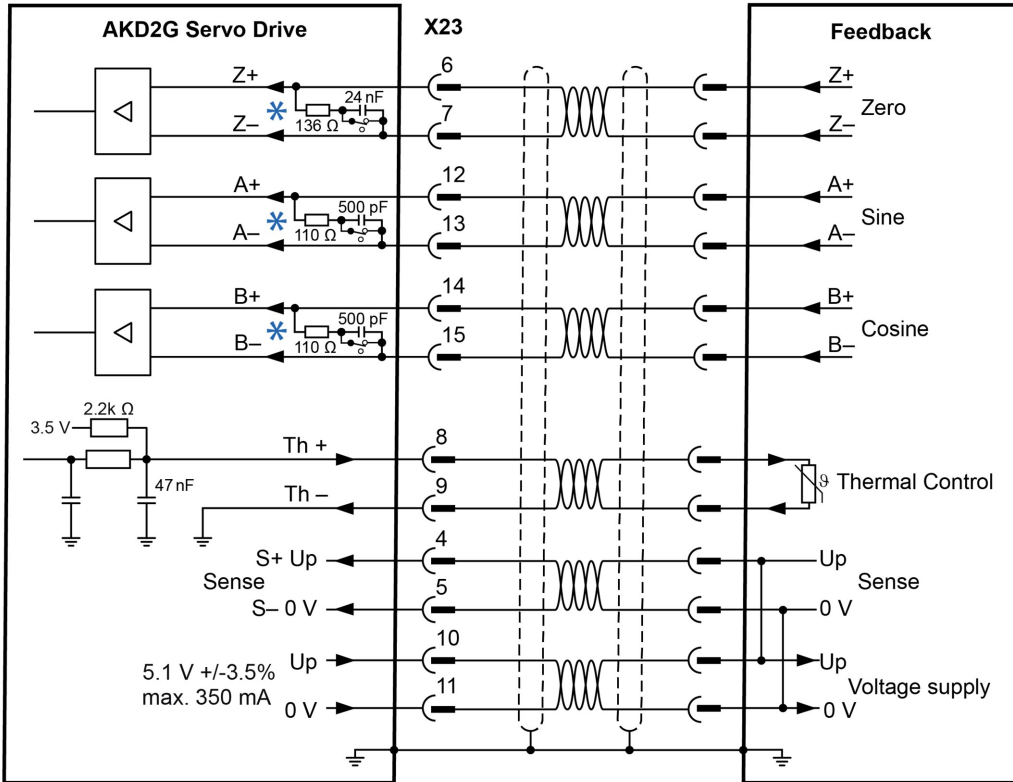 AKD2G Servo Drive
X23
Feedback
Z+
24 nF
6
Z+
*
136 Ω
7
Zero
Z–
Z–
A+
500 pF
12
A+
*
110 Ω
13
Sine
A–
A–
B+
500 pF
14
B+
*
110 Ω
15
Cosine
B–
B–
2.2k Ω
3.5 V
Th +
8
47 nF
Th –
9
ϑ Thermal Control
S+ Up
4
Up
Sense
Sense
S– 0 V
5
0 V
5.1 V +/-3.5%
max. 350 mA
Up
10
Up
Voltage supply
0 V
11
0 V